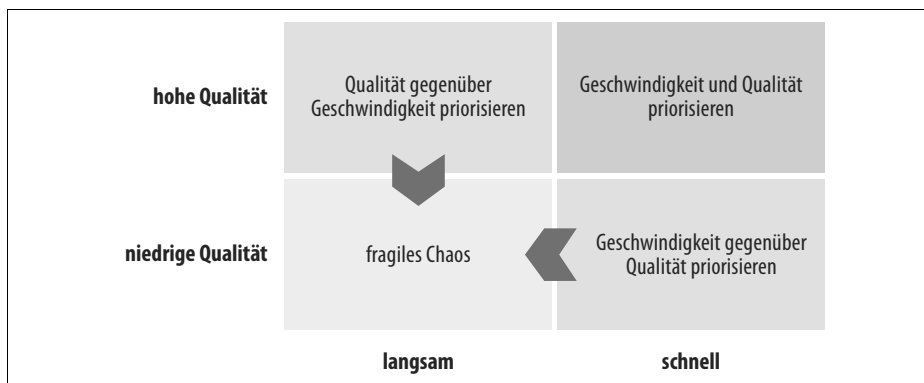 hohe Qualität
Qualität gegenüber
Geschwindigkeit priorisieren
Geschwindigkeit und Qualität
priorisieren
niedrige Qualität
fragiles Chaos
Geschwindigkeit gegenüber
Qualität priorisieren
langsam
schnell